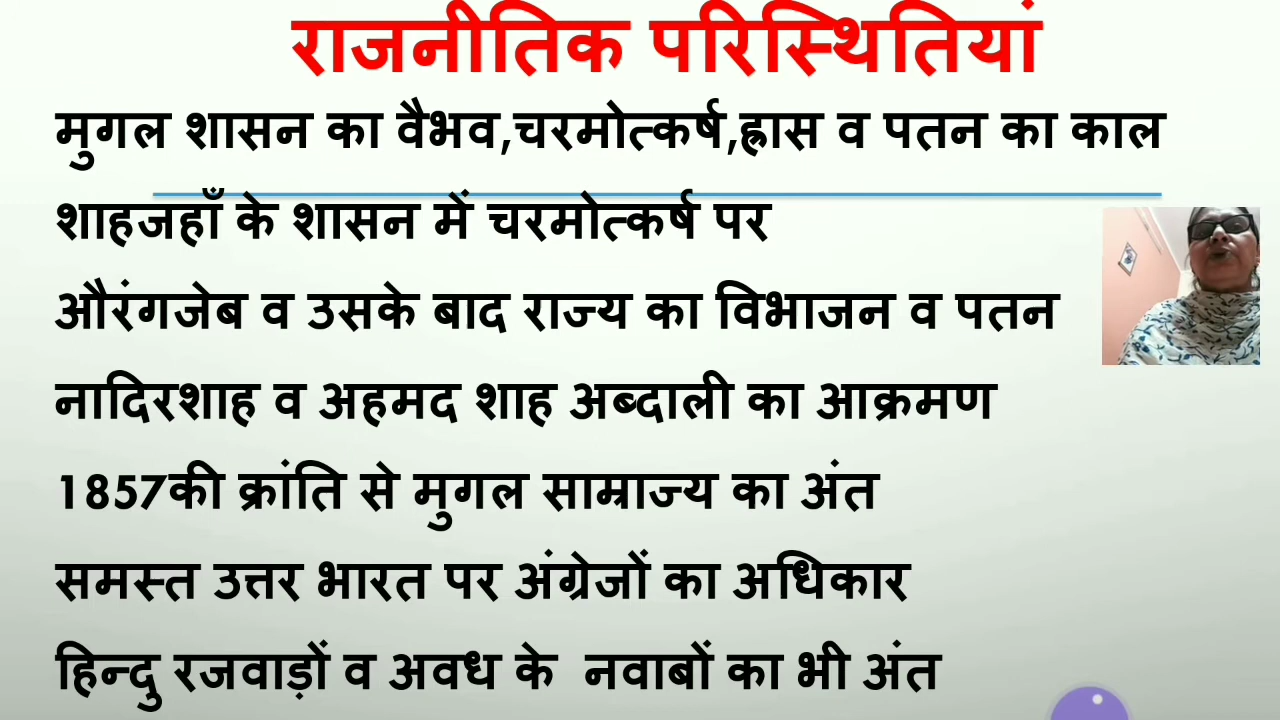 राजनीतिक परिस्थितियां
मुगल शासन का वैभव,चरमोत्कर्ष,ह्रास व पतन का काल
शाहजहाँ के शासन में चरमोत्कर्ष पर
औरंगजेब व उसके बाद राज्य का विभाजन व पतन
नादिरशाह व अहमद शाह अब्दाली का आक्रमण
1857की क्रांति से मुगल साम्राज्य का अंत
समस्त उत्तर भारत पर अंग्रेजों का अधिकार
हिन्दु रजवाड़ों व अवध के नवाबों का भी अंत